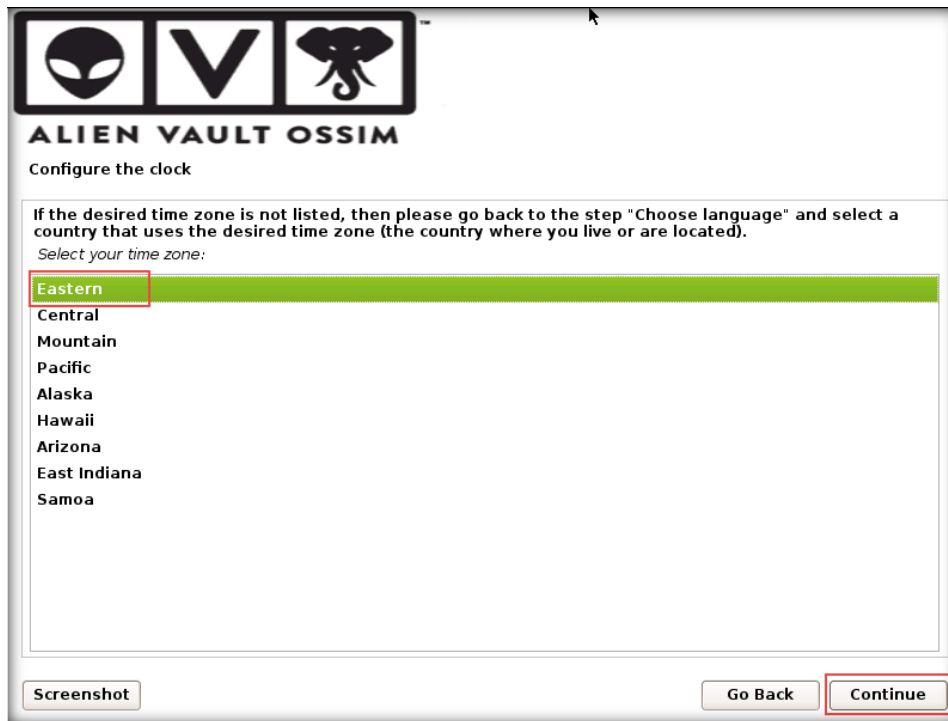 V
™
ALIEN VAULT OSSIM
Configure the clock
If the desired time zone is not listed, then please go back to the step "Choose language" and select a
country that uses the desired time zone (the country where you live or are located).
Select your time zone:
Eastern
Central
Mountain
Pacific
Alaska
Hawaii
Arizona
East Indiana
Samoa
Screenshot
Go Back
Continue